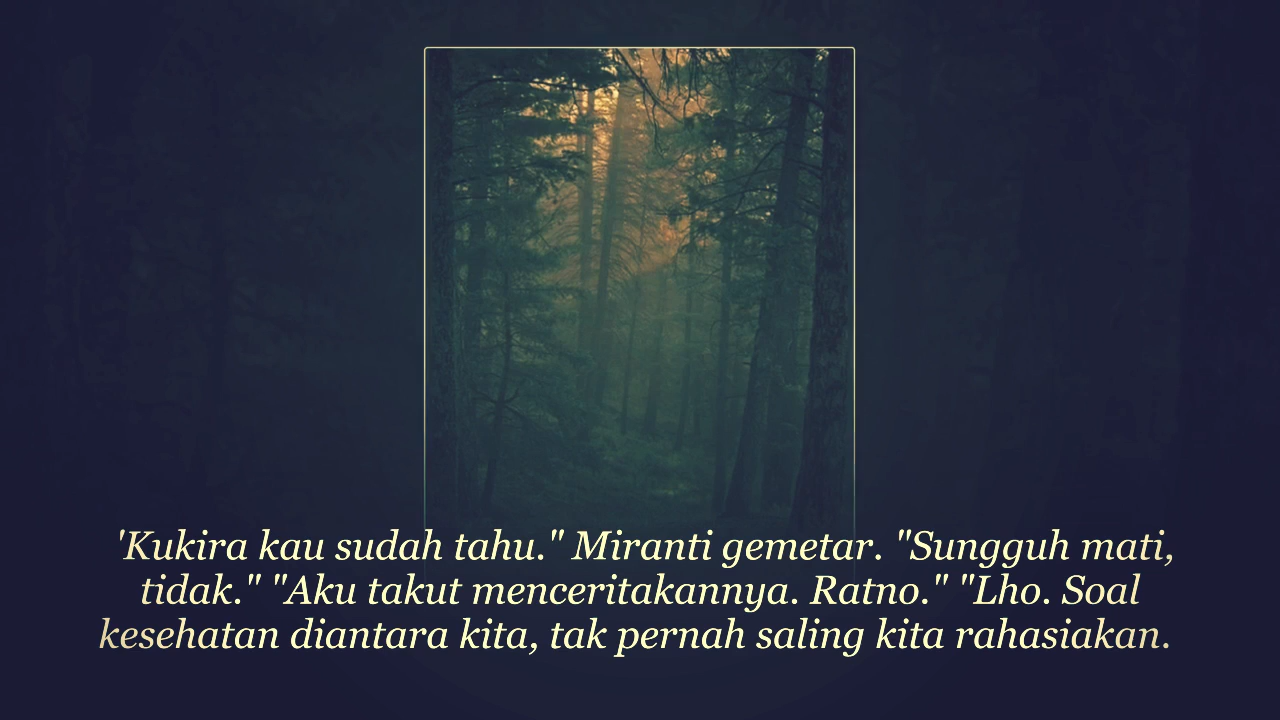 'Kukira kau sudah tahu." Miranti gemetar. "Sungguh mati,
tidak." "Aku takut menceritakannya. Ratno." "Lho. Soal
kesehatan diantara kita, tak pernah saling kita rahasiakan.